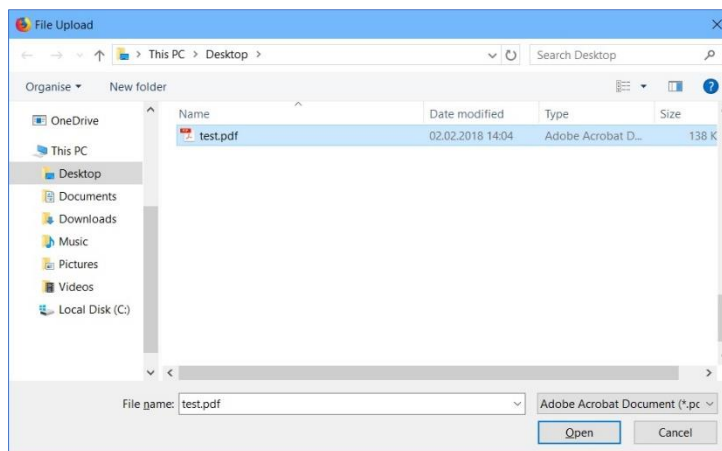 File Upload
This PC > Desktop >
Search Desktop
Organise
New folder
Name
Date modified
Type
Size
test.pdf
02.02.2018 14:04
Adobe Acrobat D...
138 K
OneDrive
This PC
Desktop
Documents
Downloads
Music
Pictures
Videos
Local Disk (C:)
File name: test.pdf
Adobe Acrobat Document (*.pc
Open
Cancel